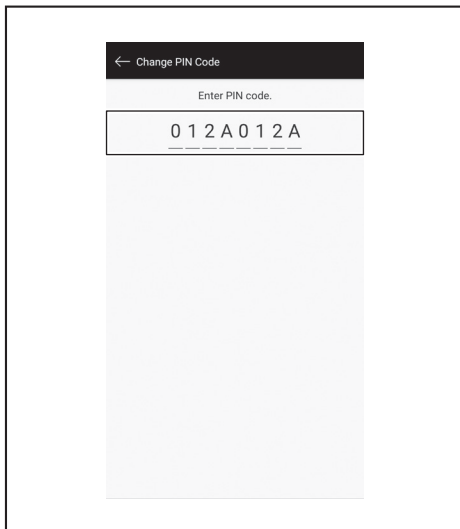 ← Change PIN Code
Enter PIN code.
0 1 2 A 0 1 2 A